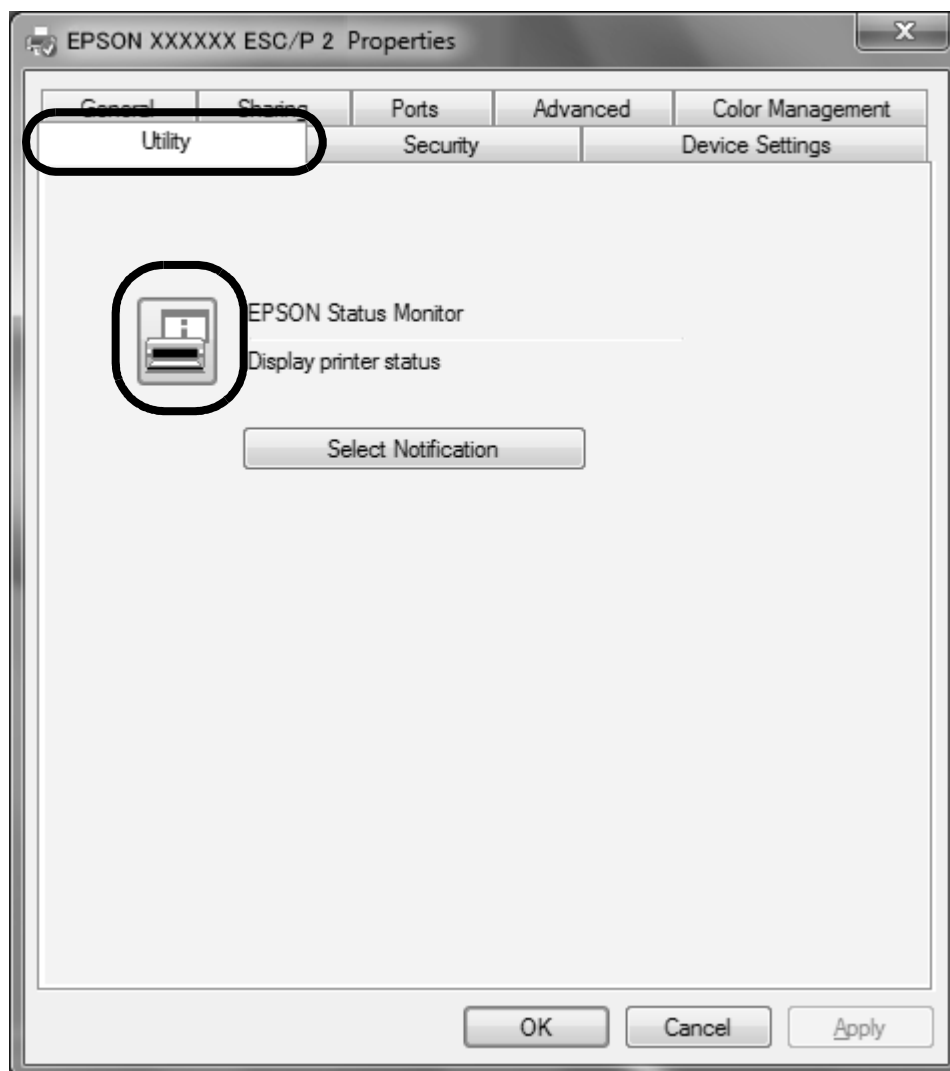 EPSON XXXXXX ESC/P 2 Properties
X
General Sharing Ports Advanced Color Management
Utility Security Device Settings
EPSON Status Monitor
Display printer status
Select Notification
OK Cancel Apply